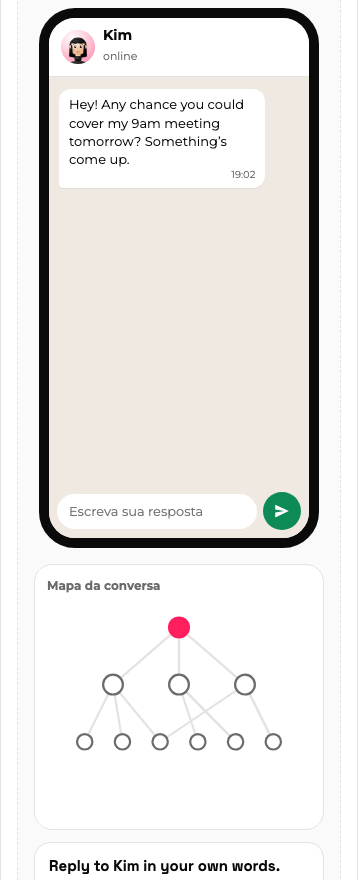 Kim
online
Hey! Any chance you could
cover my 9am meeting
tomorrow? Something’s
come up.
19:02
Escreva sua resposta
Mapa da conversa
Reply to Kim in your own words.